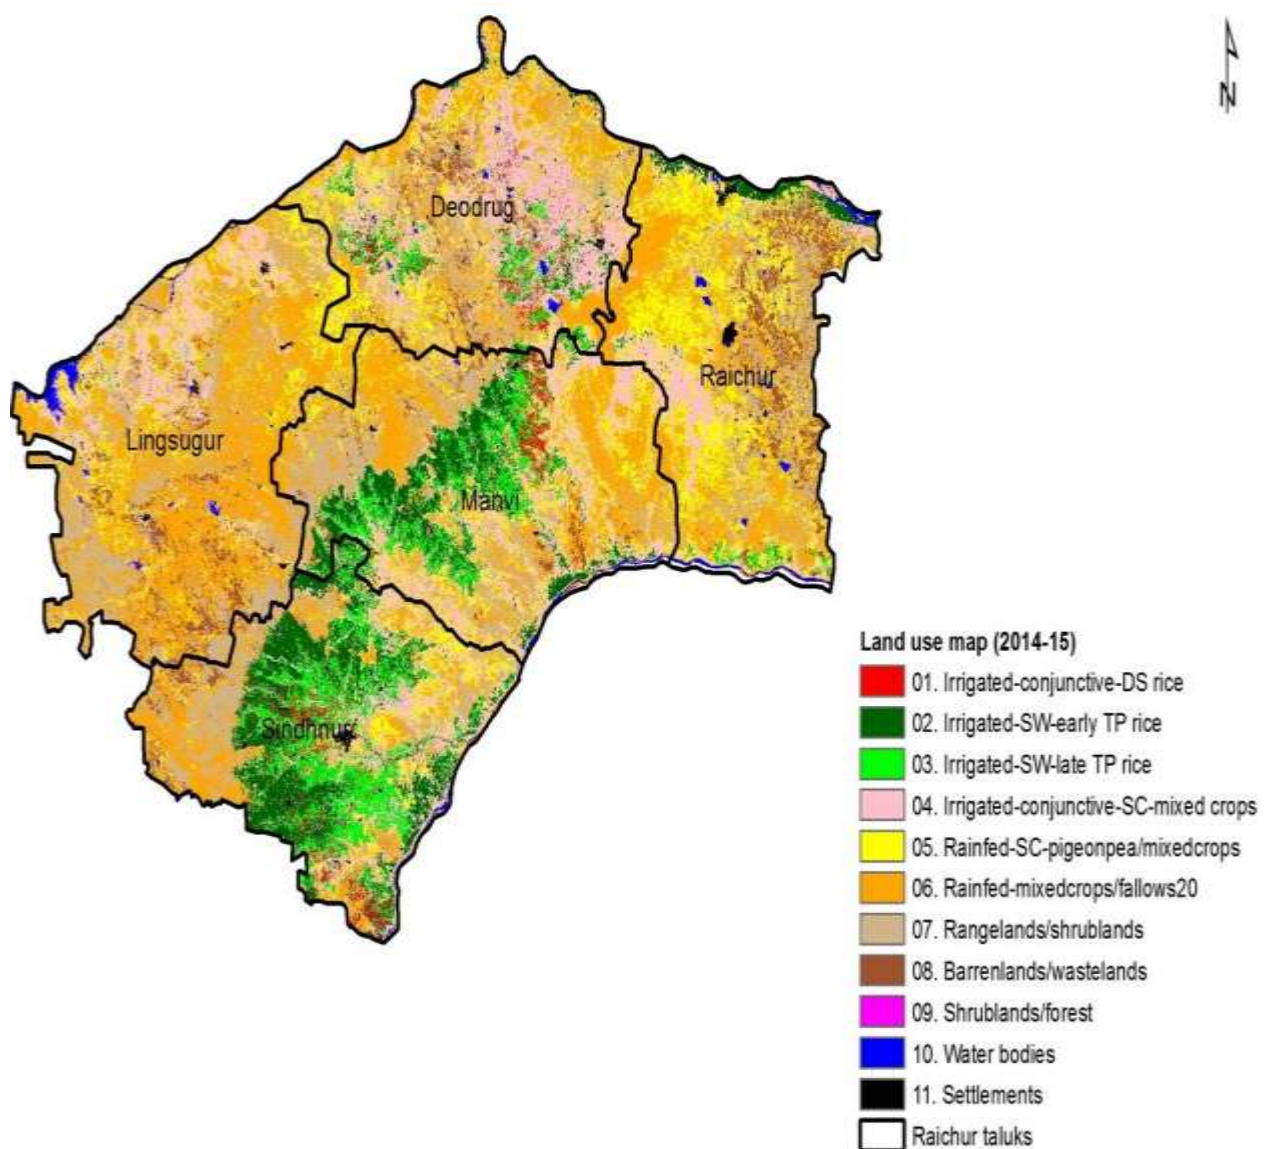 N
Deodrug
Raichur
Lingsugur
Manvi
Sindhnur
Land use map (2014-15)
01. Irrigated-conjunctive-DS rice
02. Irrigated-SW-early TP rice
03. Irrigated-SW-late TP rice
04. Irrigated-conjunctive-SC-mixed crops
05. Rainfed-SC-pigeonpea/mixedcrops
06. Rainfed-mixedcrops/fallows20
07. Rangelands/shrublands
08. Barrenlands/wastelands
09. Shrublands/forest
10. Water bodies
11. Settlements
Raichur taluks